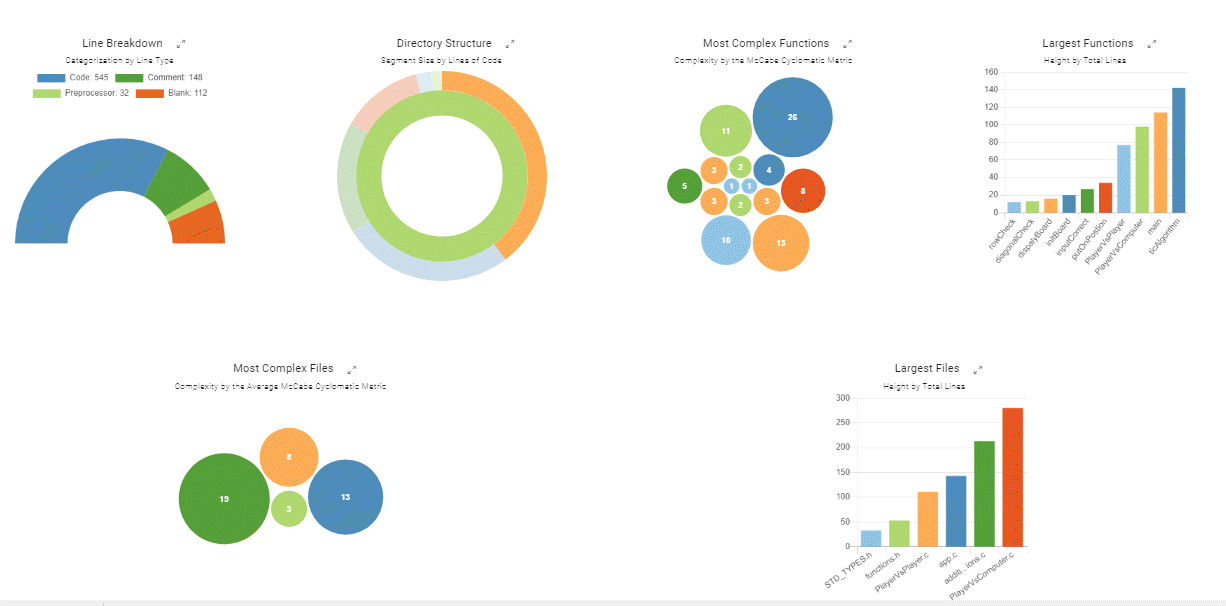 Line Breakdown
Categorization by Line Type
Code: 545 Comment: 148
Preprocessor: 32 Blank: 112
Directory Structure
Segment Size by Lines of Code
Most Complex Functions
Complexity by the McCabe Cyclomatic Metric
26
11
2
3
4
5
1
1
8
3
2
3
10
13
Largest Functions
Height by Total Lines
160
140
120
100
80
60
40
20
0
rowCheck
diagonalCheck
dispalyBoard
initBoard
inputCorrect
putOnPostion
PlayerVsPlayer
PlayerVsComputer
main
ticAlgorithm
Most Complex Files
Complexity by the Average McCabe Cyclomatic Metric
8
19
13
3
Largest Files
Height by Total Lines
300
250
200
150
100
50
0
STD_TYPES.h
functions.h
PlayerVsPlayer.c
app.c
additi...ions.c
PlayerVsComputer.c